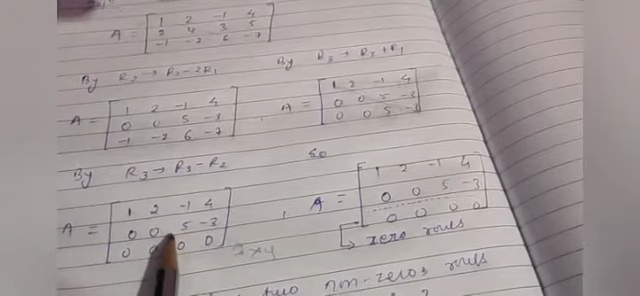 A = [ 1 2 -1 4
2 4 3 5
-1 -2 6 -7 ]
By R2 → R2 - 2R1
By R3 → R3 + R1
A = [ 1 2 -1 4
0 0 5 -3
-1 -2 6 -7 ]
, A = [ 1 2 -1 4
0 0 5 -3
0 0 5 -3 ]
By R3 → R3 - R2
So
A = [ 1 2 -1 4
0 0 5 -3
0 0 0 0 ] 3x4
, A = [ 1 2 -1 4
0 0 5 -3
0 0 0 0 ]
zero rows
two non-zeros rows